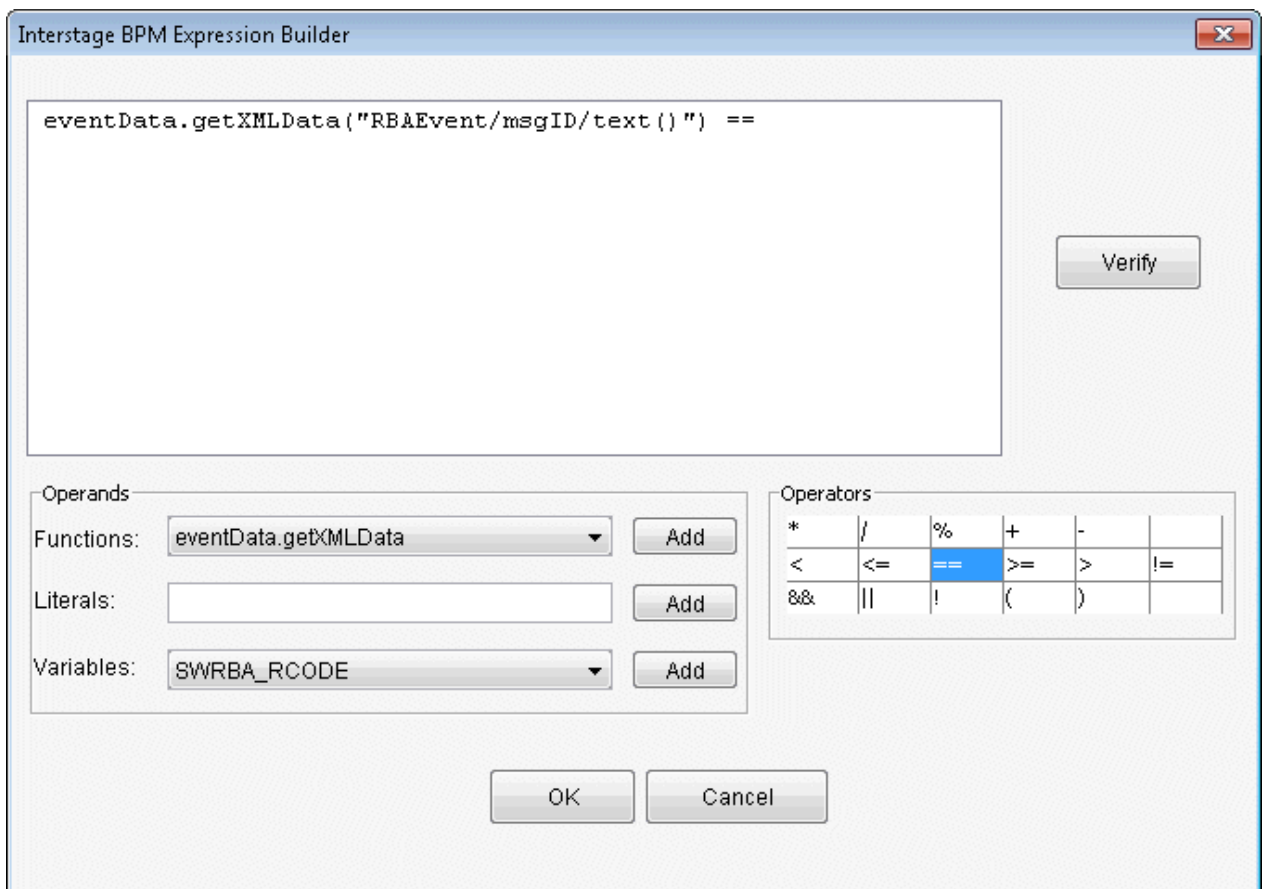 Interstage BPM Expression Builder
eventData.getXMLData("RBAEvent/msgID/text()") ==
Verify
Operands
Functions: eventData.getXMLData Add
Literals: Add
Variables: SWRBA_RCODE Add
Operators
* / % + -
< <= == >= > !=
&& || ! ( )
OK Cancel